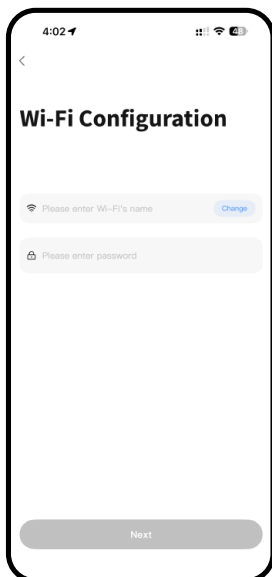 4:02
48
Wi-Fi Configuration
Please enter Wi-Fi's name
Change
Please enter password
Next